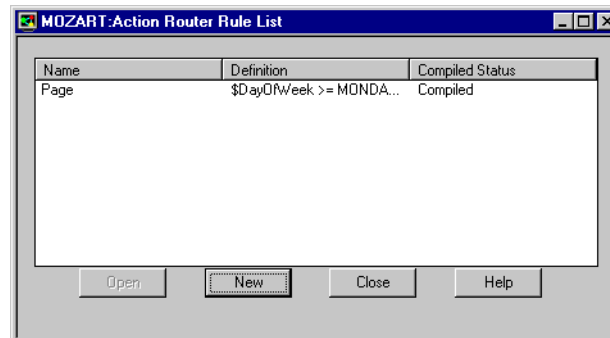 MOZART:Action Router Rule List
Name Definition Compiled Status
Page $DayOfWeek >= MONDA... Compiled
Open New Close Help